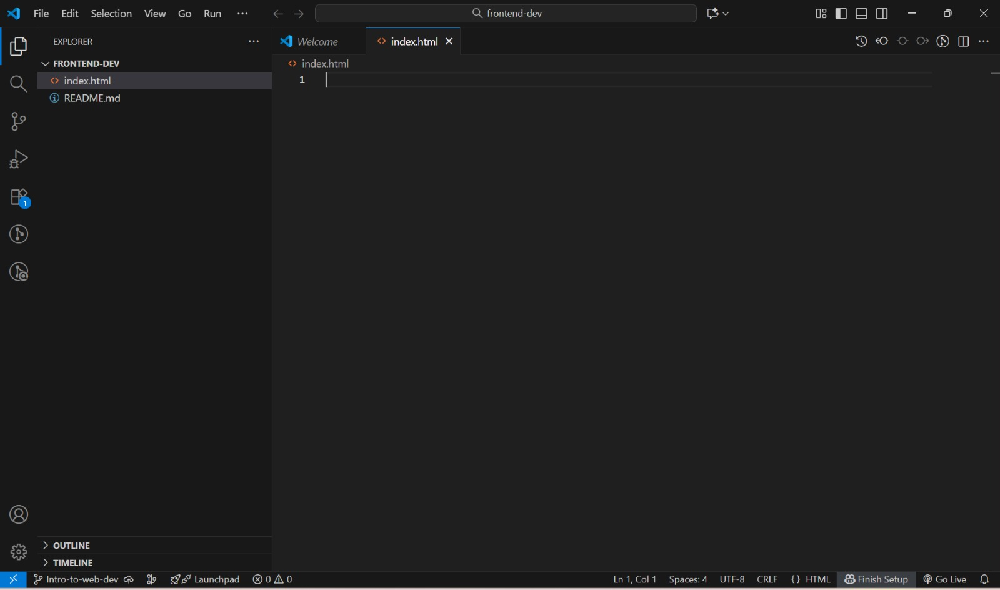 File Edit Selection View Go Run ··· frontend-dev
EXPLORER ···
Welcome index.html
FRONTEND-DEV
index.html
1
index.html
README.md
1
OUTLINE
TIMELINE
Intro-to-web-dev Launchpad 0 0 Ln 1, Col 1 Spaces: 4 UTF-8 CRLF {} HTML Finish Setup Go Live